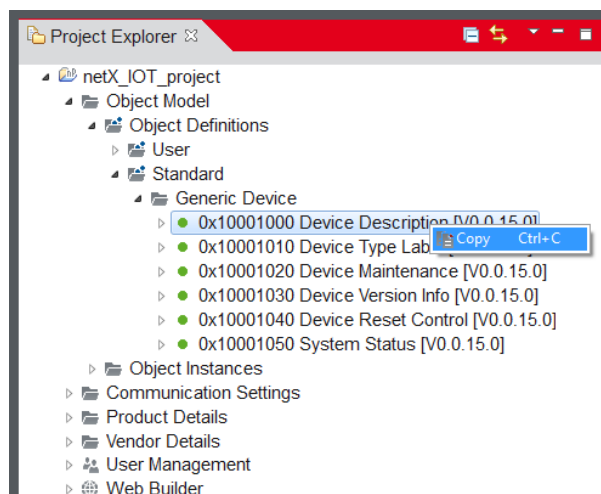 Project Explorer
netX_IOT_project
Object Model
Object Definitions
User
Standard
Generic Device
0x10001000 Device Description [V0.0.15.0]
Copy Ctrl+C
0x10001010 Device Type Lab
0x10001020 Device Maintenance [V0.0.15.0]
0x10001030 Device Version Info [V0.0.15.0]
0x10001040 Device Reset Control [V0.0.15.0]
0x10001050 System Status [V0.0.15.0]
Object Instances
Communication Settings
Product Details
Vendor Details
User Management
Web Builder